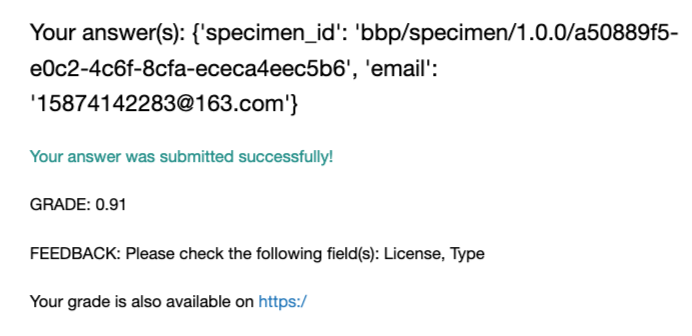 Your answer(s): {'specimen_id': 'bbp/specimen/1.0.0/a50889f5-
e0c2-4c6f-8cfa-ececa4eec5b6', 'email':
'15874142283@163.com'}
Your answer was submitted successfully!
GRADE: 0.91
FEEDBACK: Please check the following field(s): License, Type
Your grade is also available on https:/